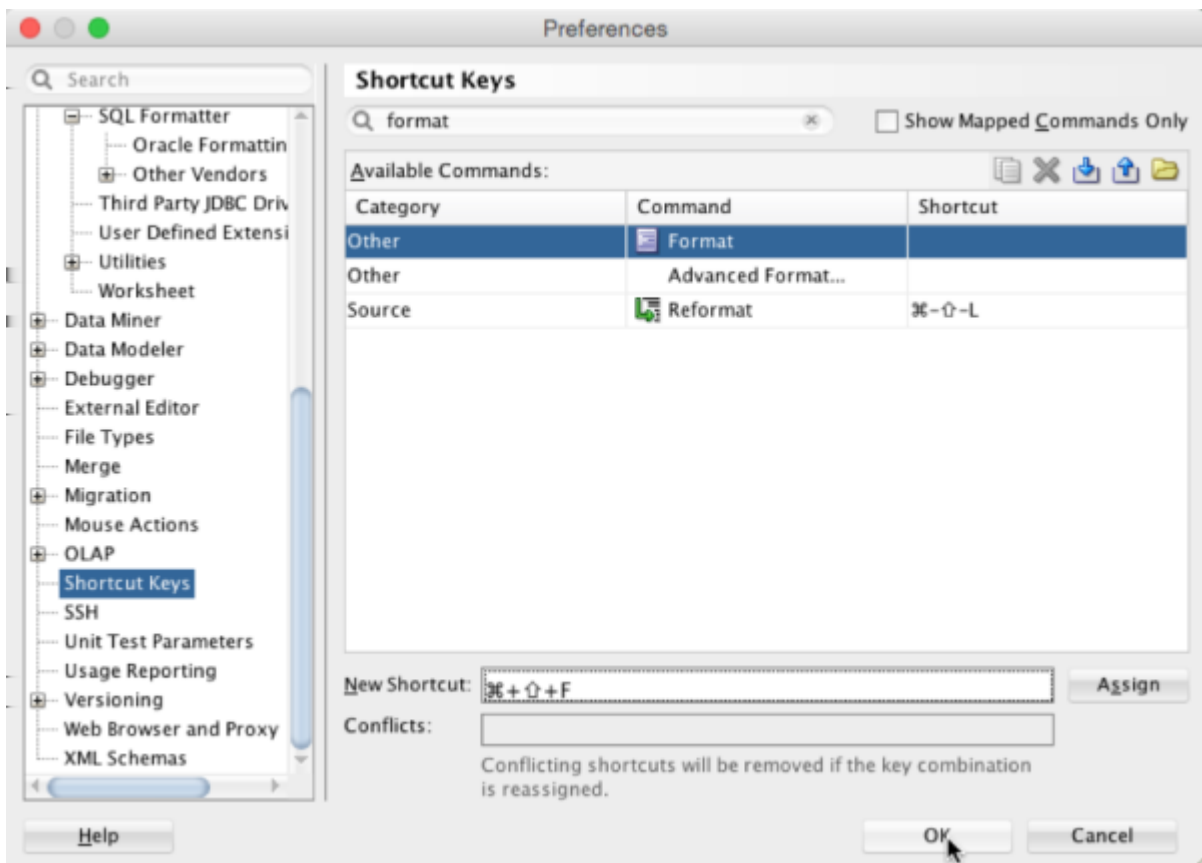 Preferences
Search
SQL Formatter
Oracle Formattin
Other Vendors
Third Party JDBC Driv
User Defined Extensi
Utilities
Worksheet
Data Miner
Data Modeler
Debugger
External Editor
File Types
Merge
Migration
Mouse Actions
OLAP
Shortcut Keys
SSH
Unit Test Parameters
Usage Reporting
Versioning
Web Browser and Proxy
XML Schemas
Shortcut Keys
format
Show Mapped Commands Only
Available Commands:
Category Command Shortcut
Other Format
Other Advanced Format...
Source Reformat ⌘-⇧-L
New Shortcut: ⌘+⇧+F Assign
Conflicts:
Conflicting shortcuts will be removed if the key combination
is reassigned.
Help OK Cancel